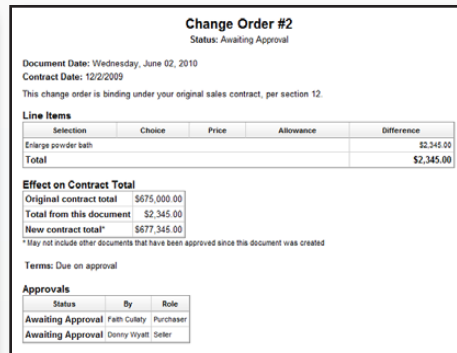 Change Order #2
Status: Awaiting Approval
Document Date: Wednesday, June 02, 2010
Contract Date: 12/2/2009
This change order is binding under your original sales contract, per section 12.
Line Items
Selection Choice Price Allowance Difference
Enlarge powder bath $2,345.00
Total $2,345.00
Effect on Contract Total
Original contract total $675,000.00
Total from this document $2,345.00
New contract total* $677,345.00
* May not include other documents that have been approved since this document was created
Terms: Due on approval
Approvals
Status By Role
Awaiting Approval Faith Cullaty Purchaser
Awaiting Approval Donny Wyatt Seller